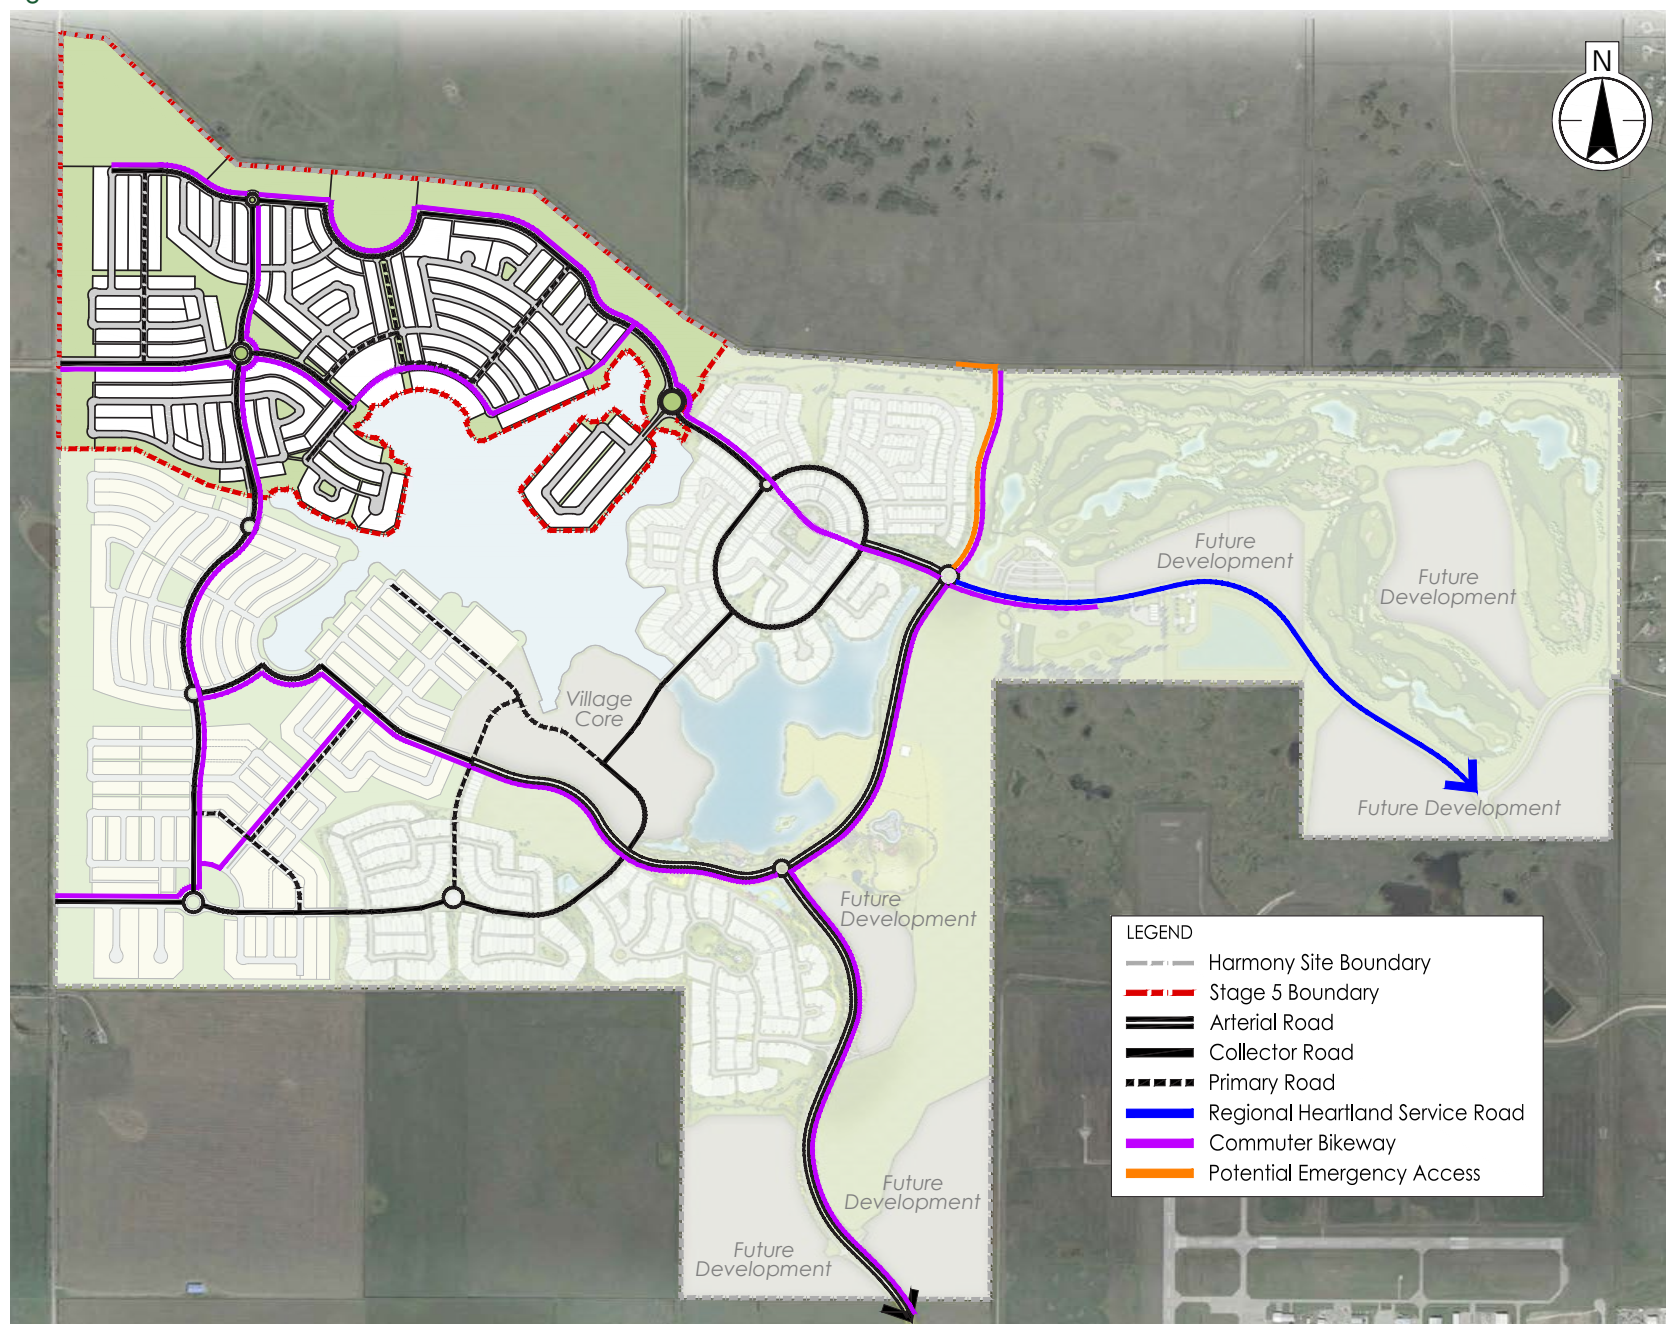 N
Future
Development
Future
Development
Village
Core
Future Development
Future
Development
LEGEND
Harmony Site Boundary
Stage 5 Boundary
Arterial Road
Collector Road
Primary Road
Regional Heartland Service Road
Commuter Bikeway
Potential Emergency Access
Future
Development
Future
Development